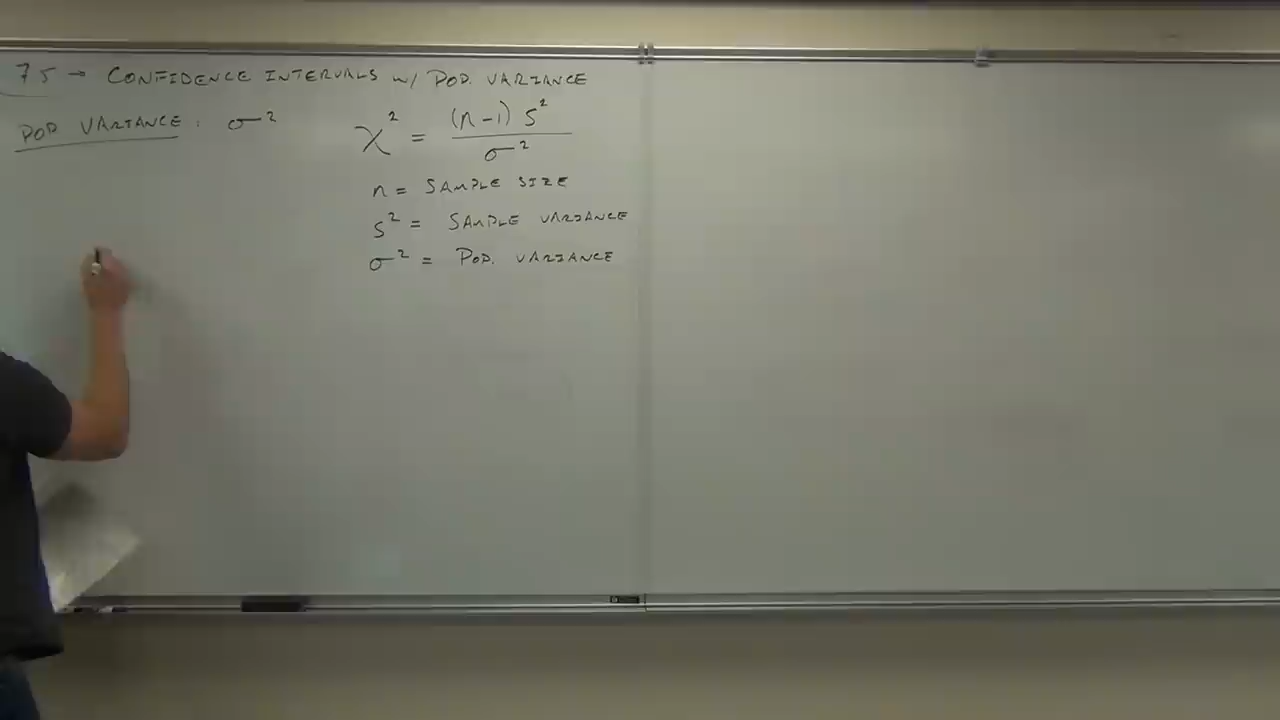 7.5 → CONFIDENCE INTERVALS W/ POP. VARIANCE
POP VARIANCE: σ²
χ² = (n-1) s² / σ²
n = SAMPLE SIZE
s² = SAMPLE VARIANCE
σ² = POP. VARIANCE